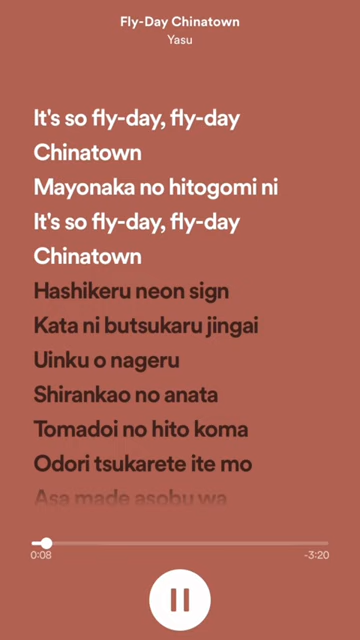 Fly-Day Chinatown
Yasu
It's so fly-day, fly-day
Chinatown
Mayonaka no hitogomi ni
It's so fly-day, fly-day
Chinatown
Hashikeru neon sign
Kata ni butsukaru jingai
Uinku o nageru
Shirankao no anata
Tomadoi no hito koma
Odori tsukarete ite mo
Asa made asobu wa
0:08
-3:20